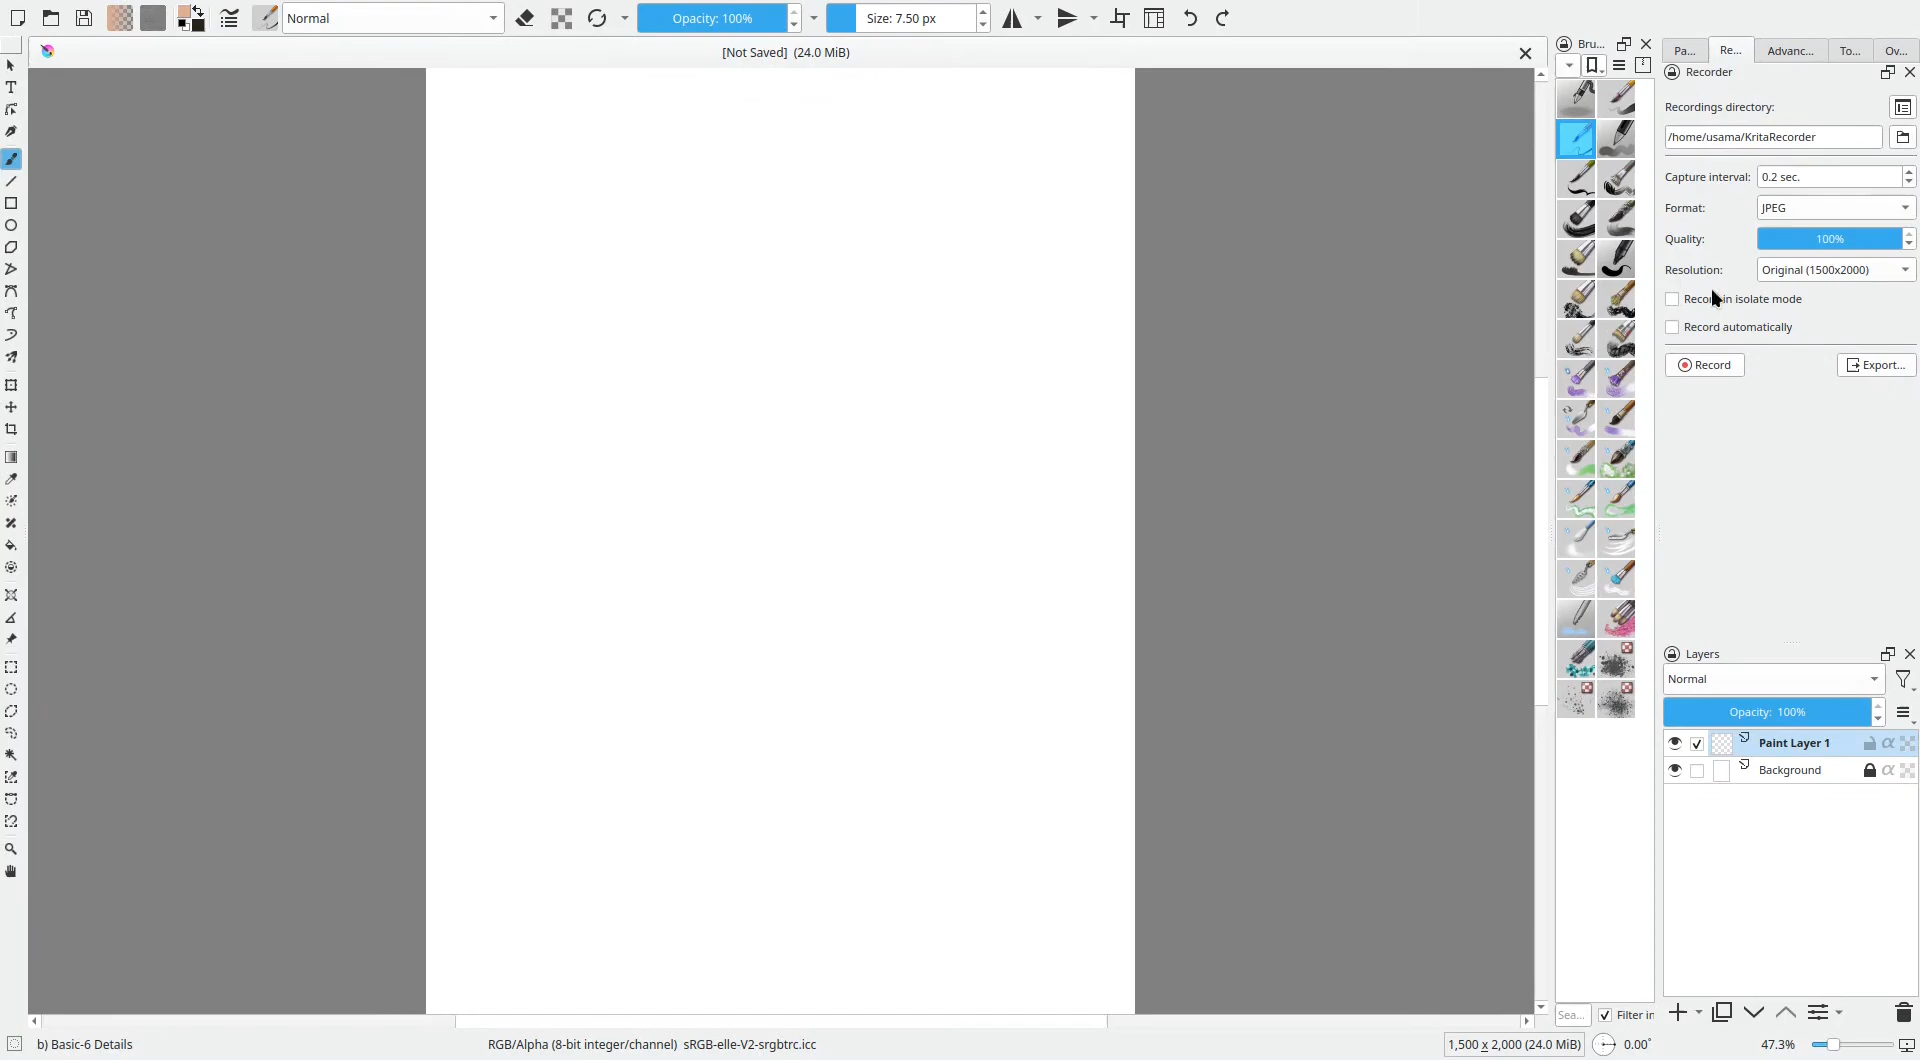 Normal
Opacity: 100%
Size: 7.50 px
[Not Saved] (24.0 MiB)
Bru...
Pa...
Re...
Advanc...
To...
Ov...
Recorder
Recordings directory:
/home/usama/KritaRecorder
Capture interval: 0.2 sec.
Format: JPEG
Quality: 100%
Resolution: Original (1500x2000)
in isolate mode
Record automatically
Record
Export...
Layers
Normal
Opacity: 100%
Paint Layer 1
Background
Sea...
Filter in
b) Basic-6 Details
RGB/Alpha (8-bit integer/channel) sRGB-elle-V2-srgbtrc.icc
1,500 x 2,000 (24.0 MiB)
0.00°
47.3%